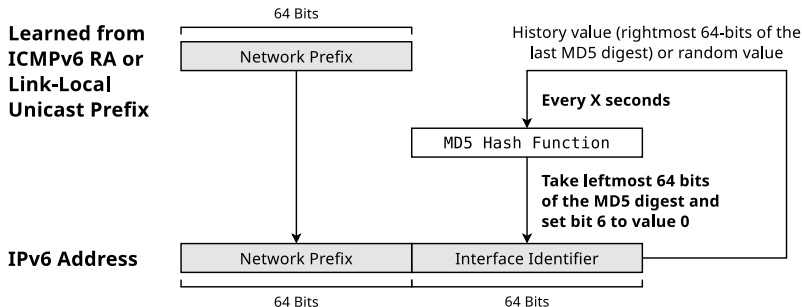 64 Bits
Learned from
ICMPv6 RA or
Link-Local
Unicast Prefix
Network Prefix
History value (rightmost 64-bits of the
last MD5 digest) or random value
Every X seconds
MD5 Hash Function
Take leftmost 64 bits
of the MD5 digest and
set bit 6 to value 0
IPv6 Address
Network Prefix
Interface Identifier
64 Bits
64 Bits